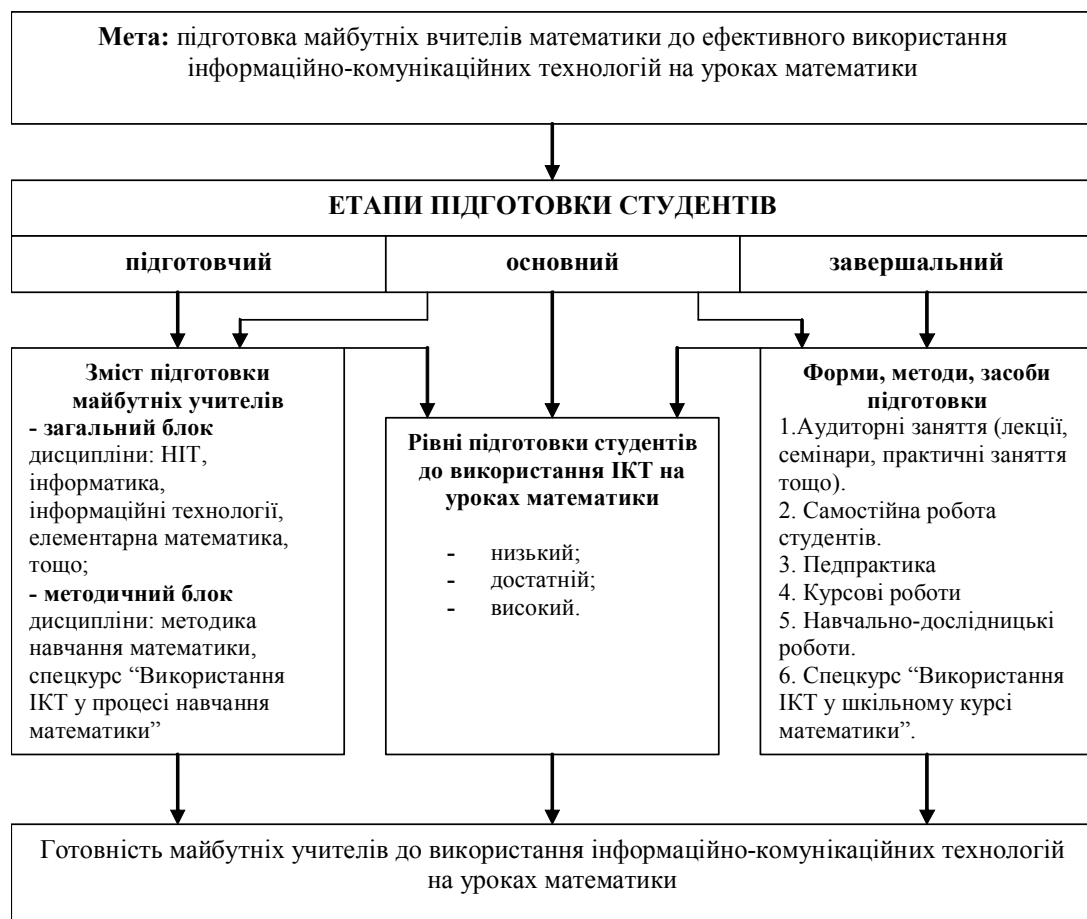 Мета: підготовка майбутніх вчителів математики до ефективного використання
інформаційно-комунікаційних технологій на уроках математики
ЕТАПИ ПІДГОТОВКИ СТУДЕНТІВ
підготовчий
основний
завершальний
Зміст підготовки
майбутніх учителів
- загальний блок
дисципліни: НІТ,
інформатика,
інформаційні технології,
елементарна математика,
тощо;
- методичний блок
дисципліни: методика
навчання математики,
спецкурс “Використання
ІКТ у процесі навчання
математики”
Рівні підготовки студентів
до використання ІКТ на
уроках математики
- низький;
- достатній;
- високий.
Форми, методи, засоби
підготовки
1.Аудиторні заняття (лекції,
семінари, практичні заняття
тощо).
2. Самостійна робота
студентів.
3. Педпрактика
4. Курсові роботи
5. Навчально-дослідницькі
роботи.
6. Спецкурс “Використання
ІКТ у шкільному курсі
математики”.
Готовність майбутніх учителів до використання інформаційно-комунікаційних технологій
на уроках математики